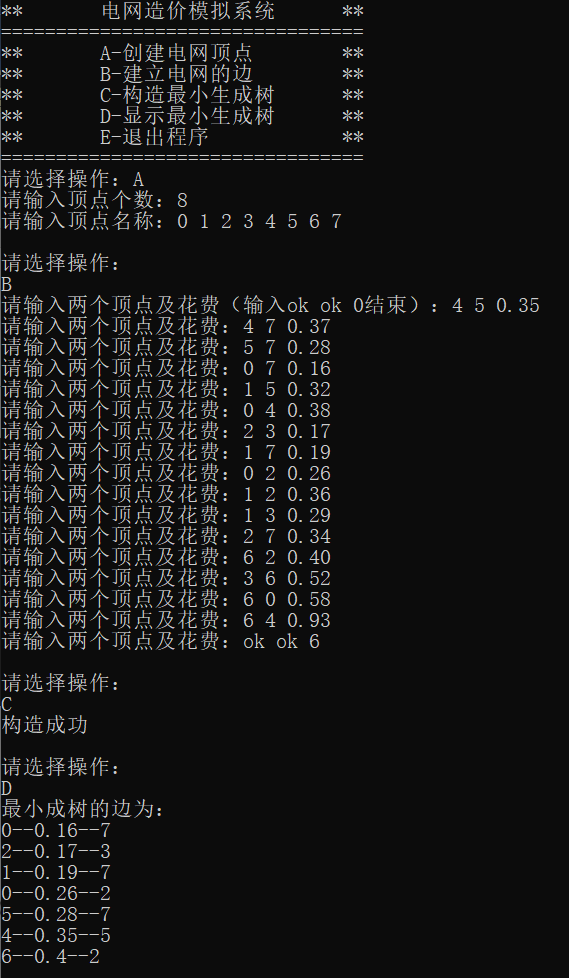 **       电网造价模拟系统      **
=================================
**       A-创建电网顶点        **
**       B-建立电网的边        **
**       C-构造最小生成树      **
**       D-显示最小生成树      **
**       E-退出程序            **
=================================
请选择操作：A
请输入顶点个数：8
请输入顶点名称：0 1 2 3 4 5 6 7
请选择操作：
B
请输入两个顶点及花费（输入ok ok 0结束）：4 5 0.35
请输入两个顶点及花费：4 7 0.37
请输入两个顶点及花费：5 7 0.28
请输入两个顶点及花费：0 7 0.16
请输入两个顶点及花费：1 5 0.32
请输入两个顶点及花费：0 4 0.38
请输入两个顶点及花费：2 3 0.17
请输入两个顶点及花费：1 7 0.19
请输入两个顶点及花费：0 2 0.26
请输入两个顶点及花费：1 2 0.36
请输入两个顶点及花费：1 3 0.29
请输入两个顶点及花费：2 7 0.34
请输入两个顶点及花费：6 2 0.40
请输入两个顶点及花费：3 6 0.52
请输入两个顶点及花费：6 0 0.58
请输入两个顶点及花费：6 4 0.93
请输入两个顶点及花费：ok ok 6
请选择操作：
C
构造成功
请选择操作：
D
最小成树的边为：
0--0.16--7
2--0.17--3
1--0.19--7
0--0.26--2
5--0.28--7
4--0.35--5
6--0.4--2